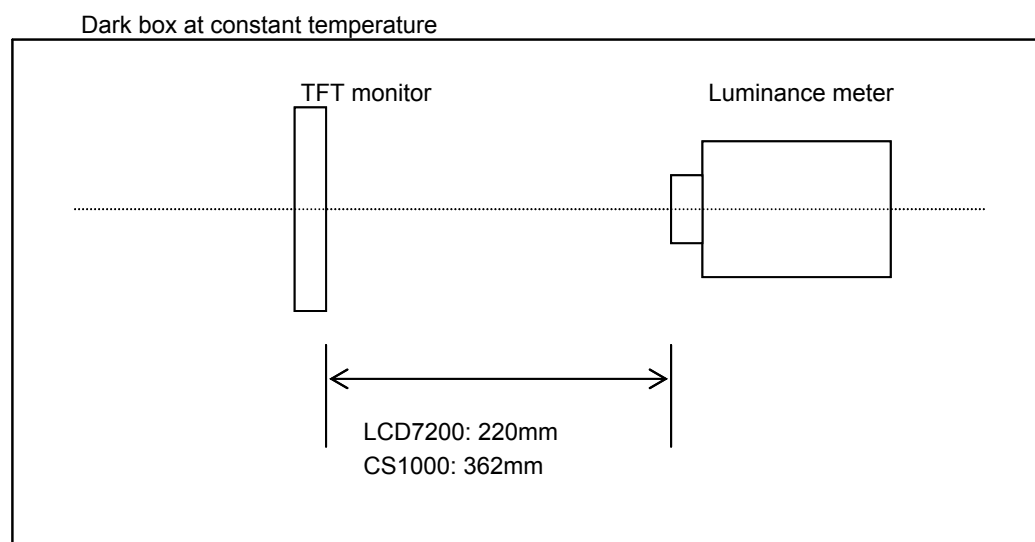 Dark box at constant temperature
TFT monitor
Luminance meter
LCD7200: 220mm
CS1000: 362mm